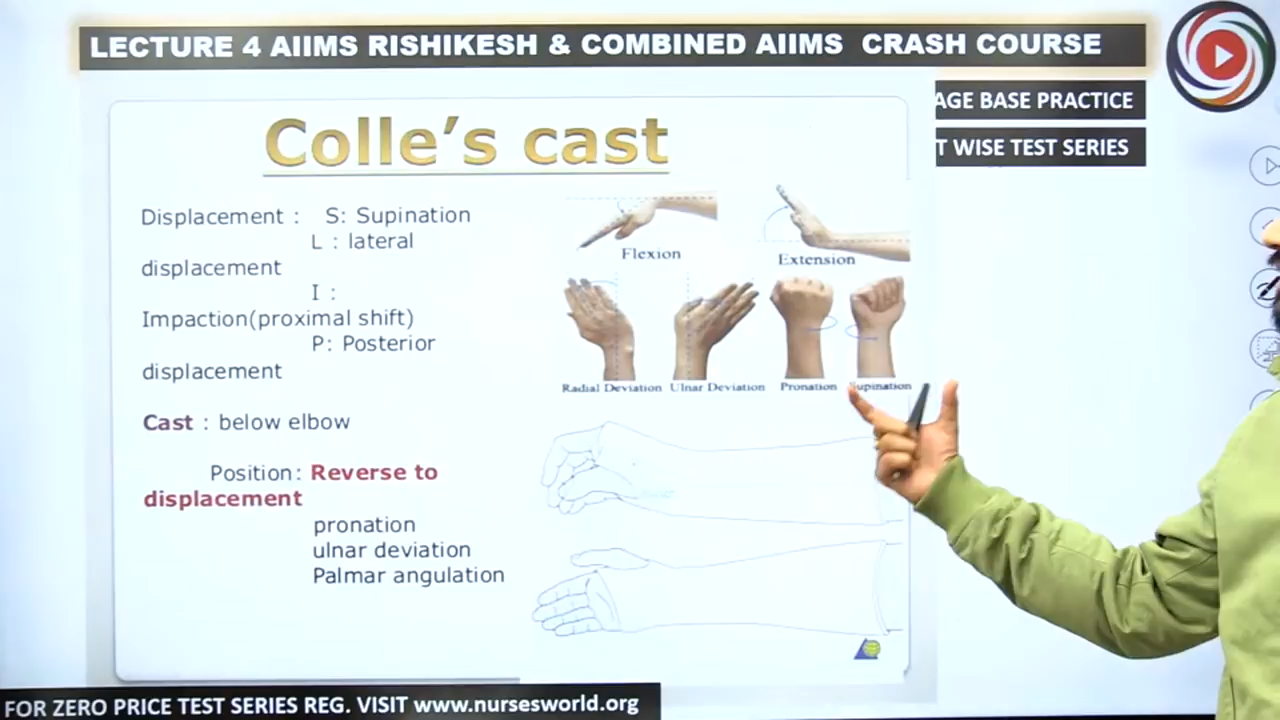 LECTURE 4 AIIMS RISHIKESH & COMBINED AIIMS CRASH COURSE
AGE BASE PRACTICE
T WISE TEST SERIES
Colle’s cast
Displacement : S: Supination
L : lateral
displacement
I :
Impaction(proximal shift)
P: Posterior
displacement
Cast : below elbow
Position: Reverse to
displacement
pronation
ulnar deviation
Palmar angulation
Flexion
Extension
Radial Deviation Ulnar Deviation Pronation Supination
FOR ZERO PRICE TEST SERIES REG. VISIT www.nursesworld.org